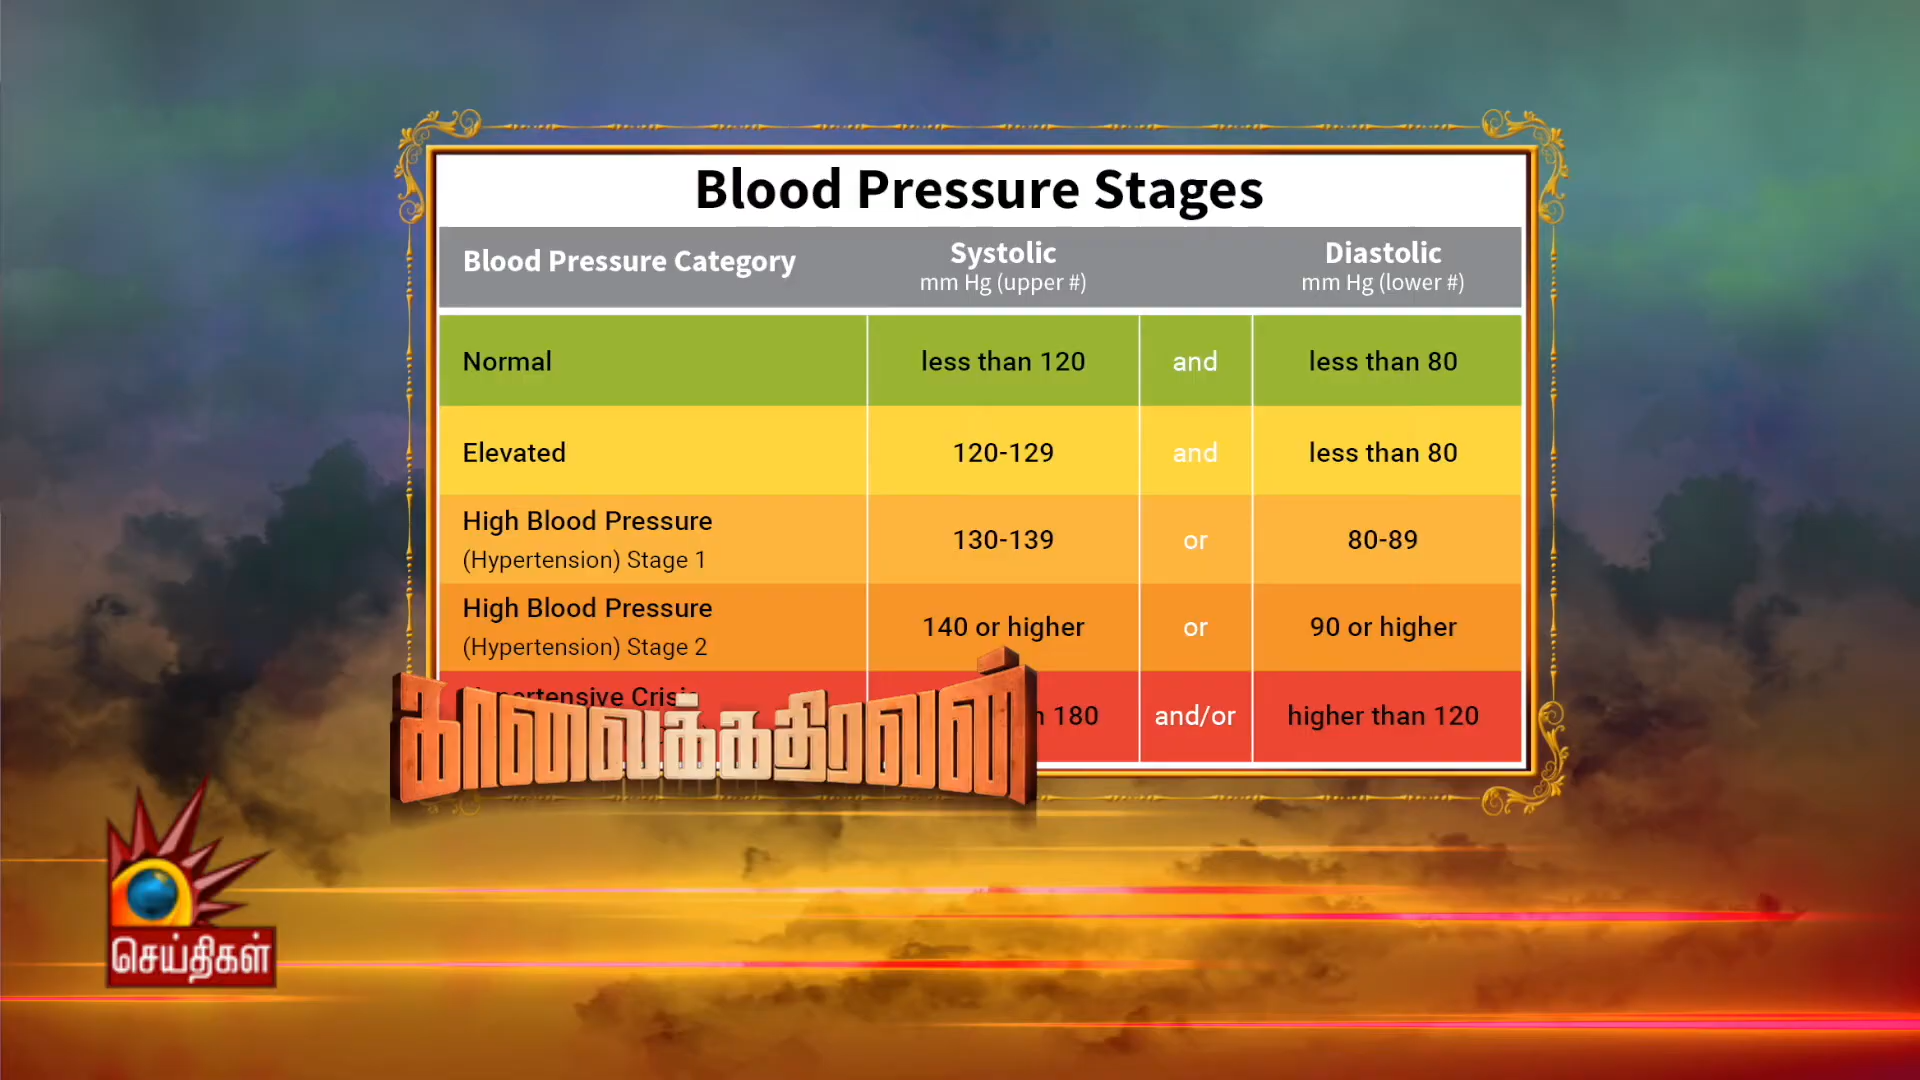 Blood Pressure Stages
Blood Pressure Category
Systolic
mm Hg (upper #)
Diastolic
mm Hg (lower #)
Normal
less than 120
and
less than 80
Elevated
120-129
and
less than 80
High Blood Pressure
(Hypertension) Stage 1
130-139
or
80-89
High Blood Pressure
(Hypertension) Stage 2
140 or higher
or
90 or higher
180
and/or
higher than 120
காலைக்கதிரவன்
செய்திகள்